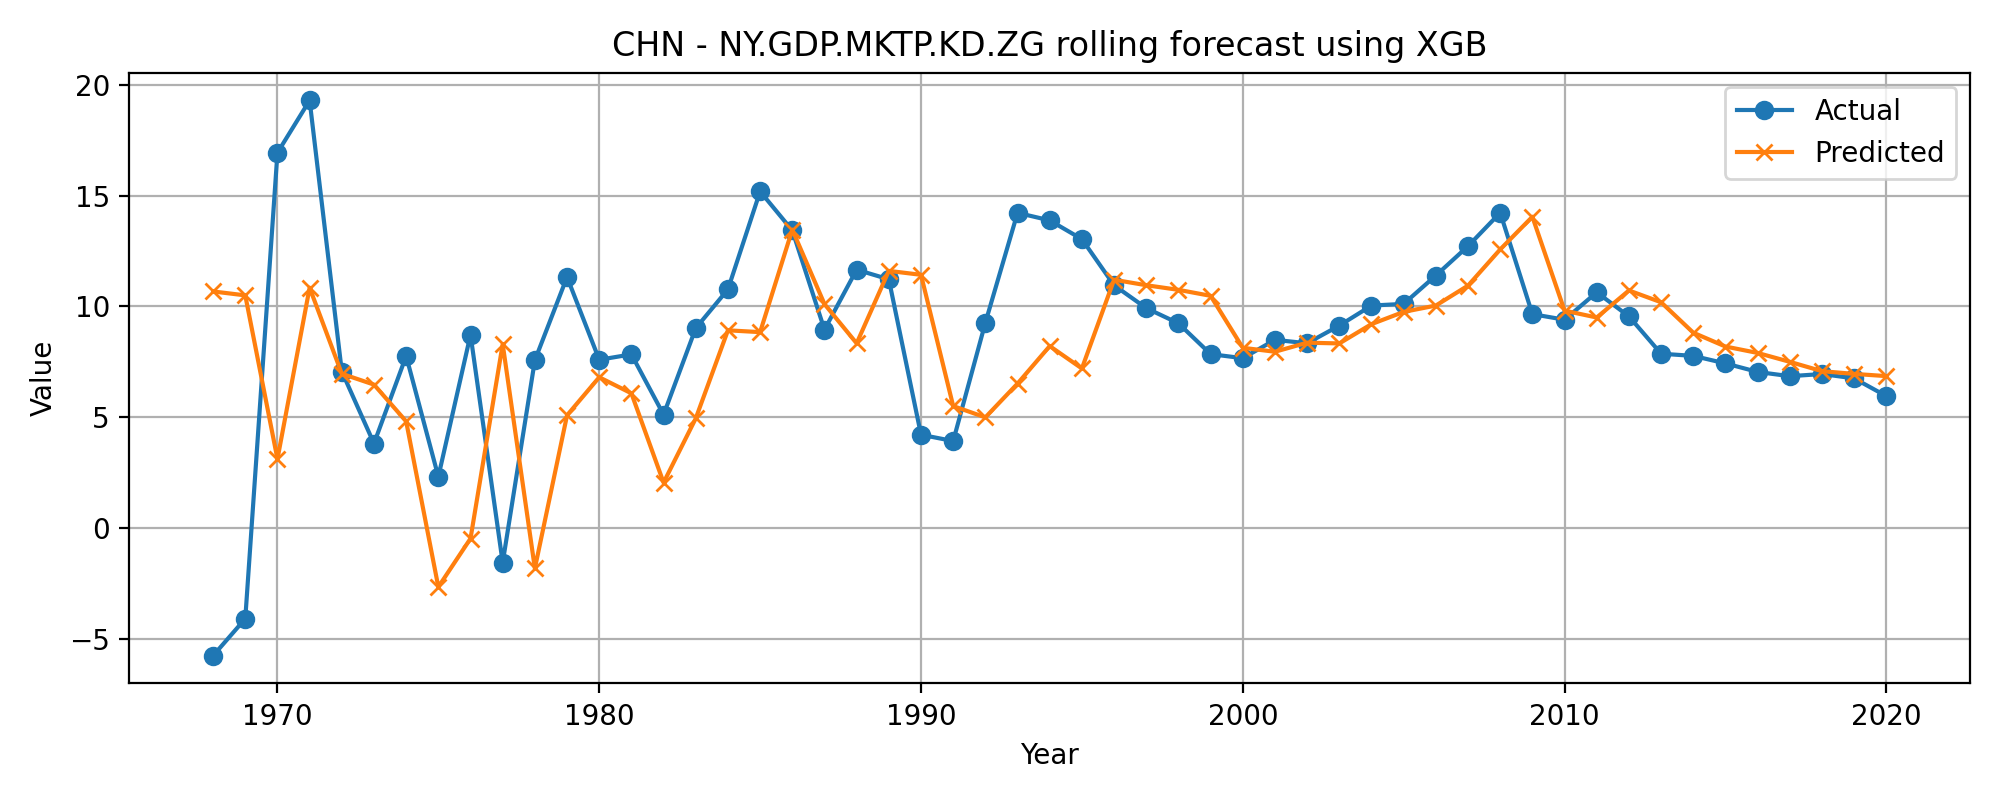 CHN - NY.GDP.MKTP.KD.ZG rolling forecast using XGB
Actual
Predicted
Value
20
15
10
5
0
−5
1970
1980
1990
2000
2010
2020
Year